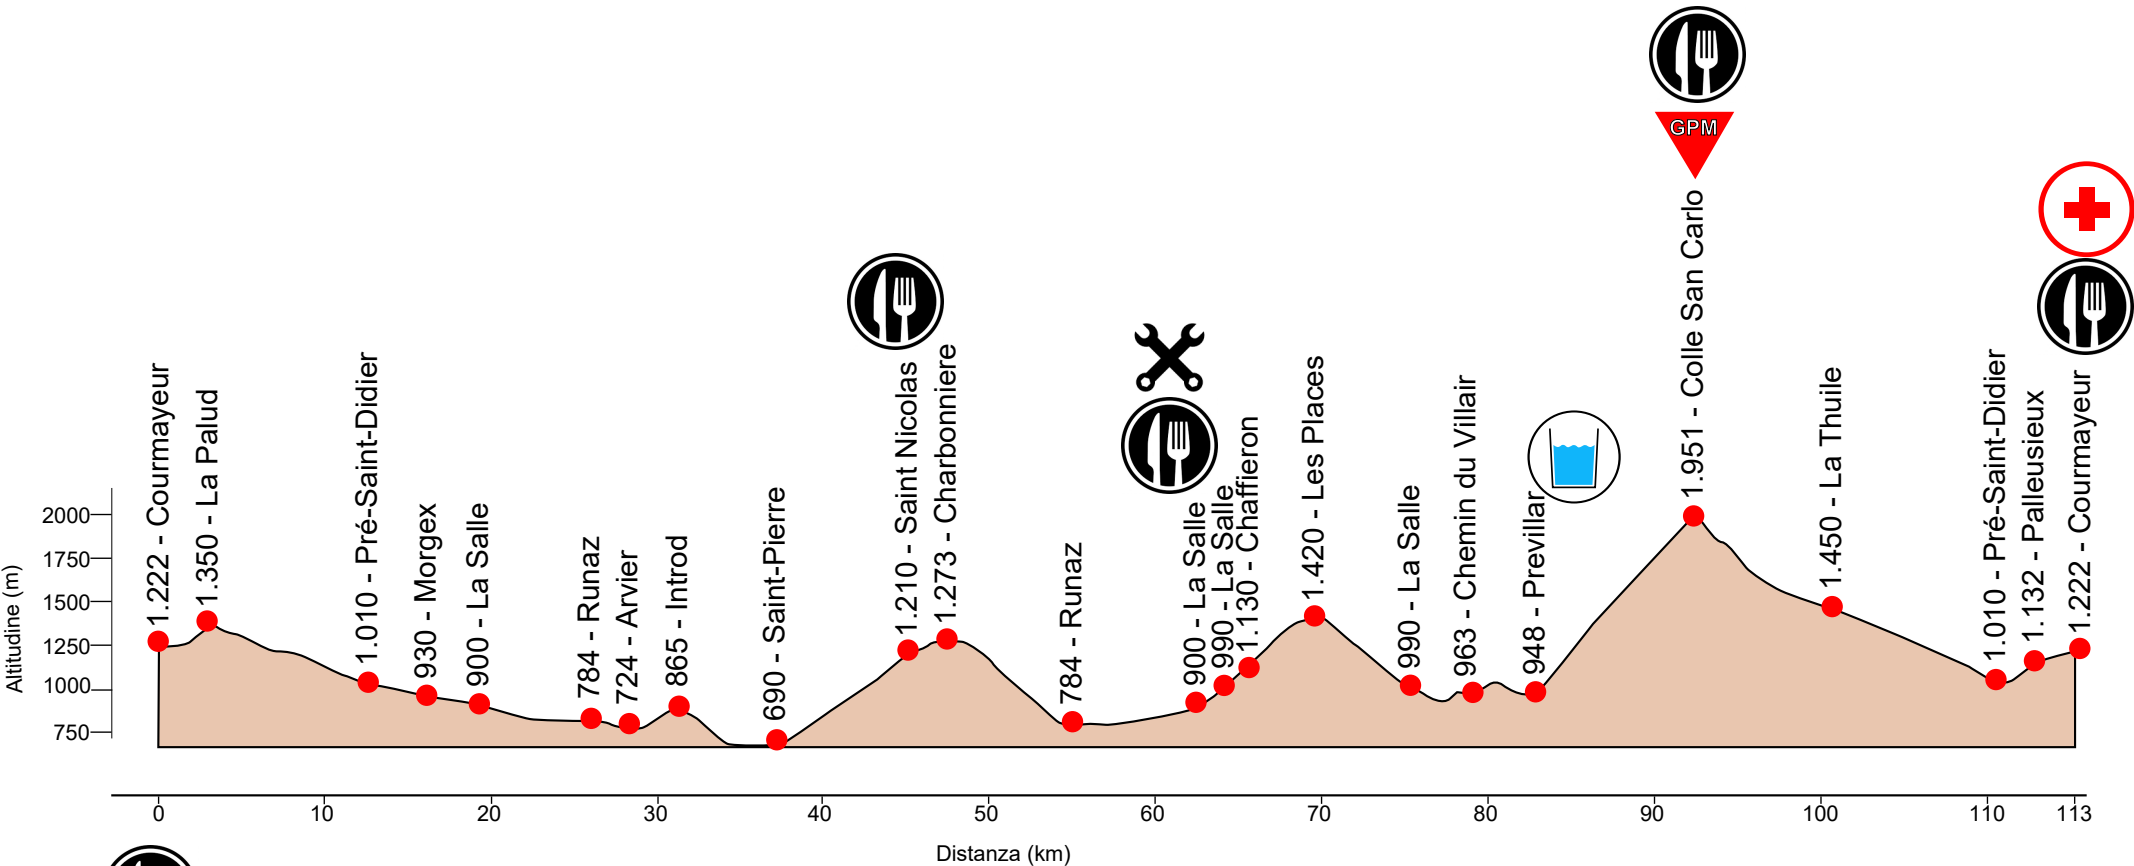 GPM
1.222 - Courmayeur
1.350 - La Palud
1.010 - Pré-Saint-Didier
930 - Morgex
900 - La Salle
784 - Runaz
724 - Arvier
865 - Introd
690 - Saint-Pierre
1.210 - Saint Nicolas
1.273 - Charbonniere
784 - Runaz
900 - La Salle
990 - La Salle
1.130 - Chaffieron
1.420 - Les Places
990 - La Salle
963 - Chemin du Villair
948 - Previllar
1.951 - Colle San Carlo
1.450 - La Thuile
1.010 - Pré-Saint-Didier
1.132 - Palleusieux
1.222 - Courmayeur
Altitudine (m)
2000
1750
1500
1250
1000
750
0 10 20 30 40 50 60 70 80 90 100 110 113
Distanza (km)